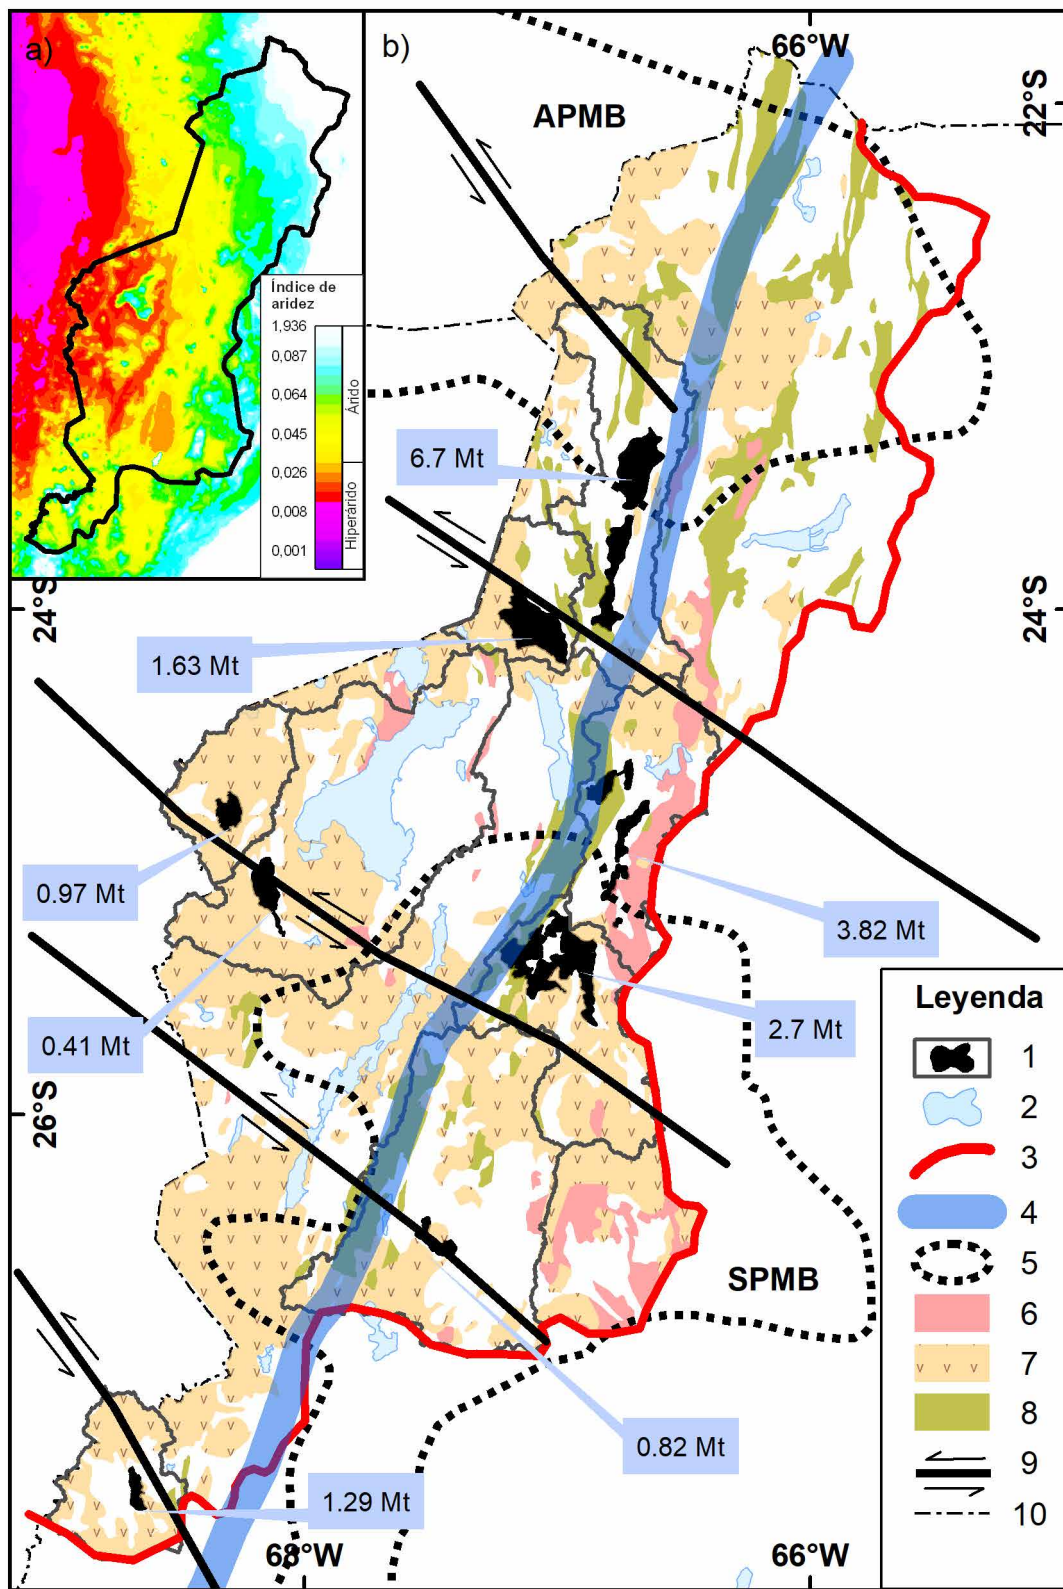 a)
b)
66°W
22°S
APMB
Índice de
aridez
1,936
0,087
0,064
0,045
0,026
0,008
0,001
Árido
Hiperárido
6.7 Mt
24°S
24°S
1.63 Mt
0.97 Mt
3.82 Mt
0.41 Mt
2.7 Mt
26°S
SPMB
0.82 Mt
1.29 Mt
68°W
66°W
Leyenda
1
2
3
4
5
6
7
8
9
10